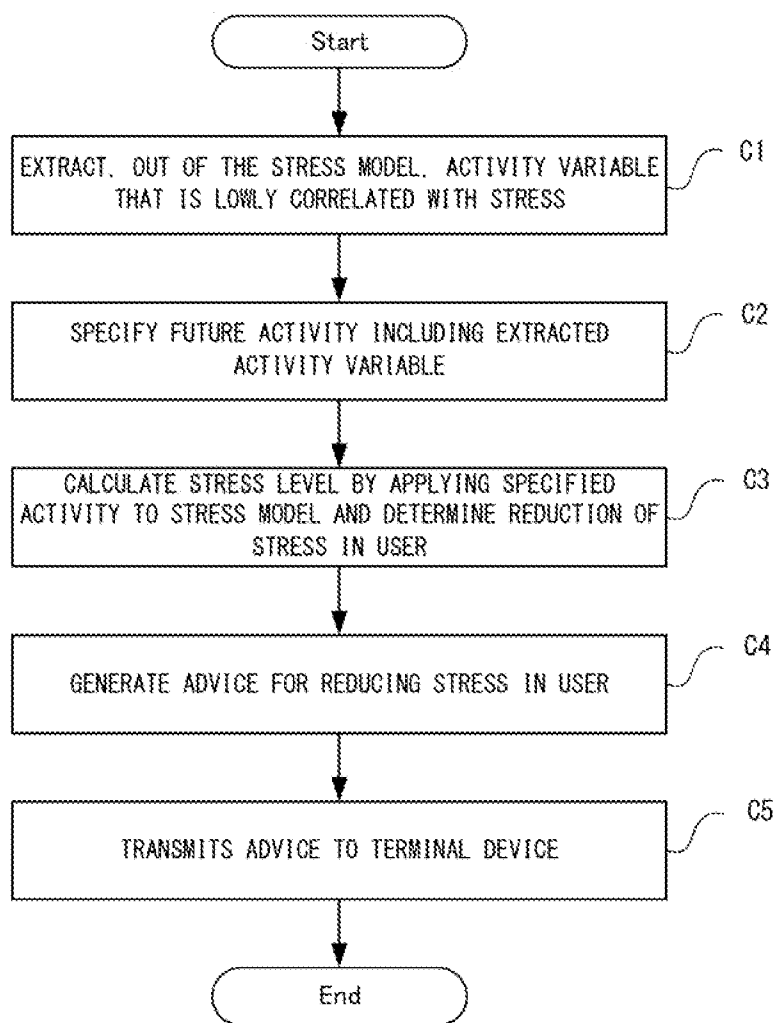 Start
EXTRACT, OUT OF THE STRESS MODEL, ACTIVITY VARIABLE
THAT IS LOWLY CORRELATED WITH STRESS
C1
SPECIFY FUTURE ACTIVITY INCLUDING EXTRACTED
ACTIVITY VARIABLE
C2
CALCULATE STRESS LEVEL BY APPLYING SPECIFIED
ACTIVITY TO STRESS MODEL AND DETERMINE REDUCTION OF
STRESS IN USER
C3
GENERATE ADVICE FOR REDUCING STRESS IN USER
C4
TRANSMITS ADVICE TO TERMINAL DEVICE
C5
End